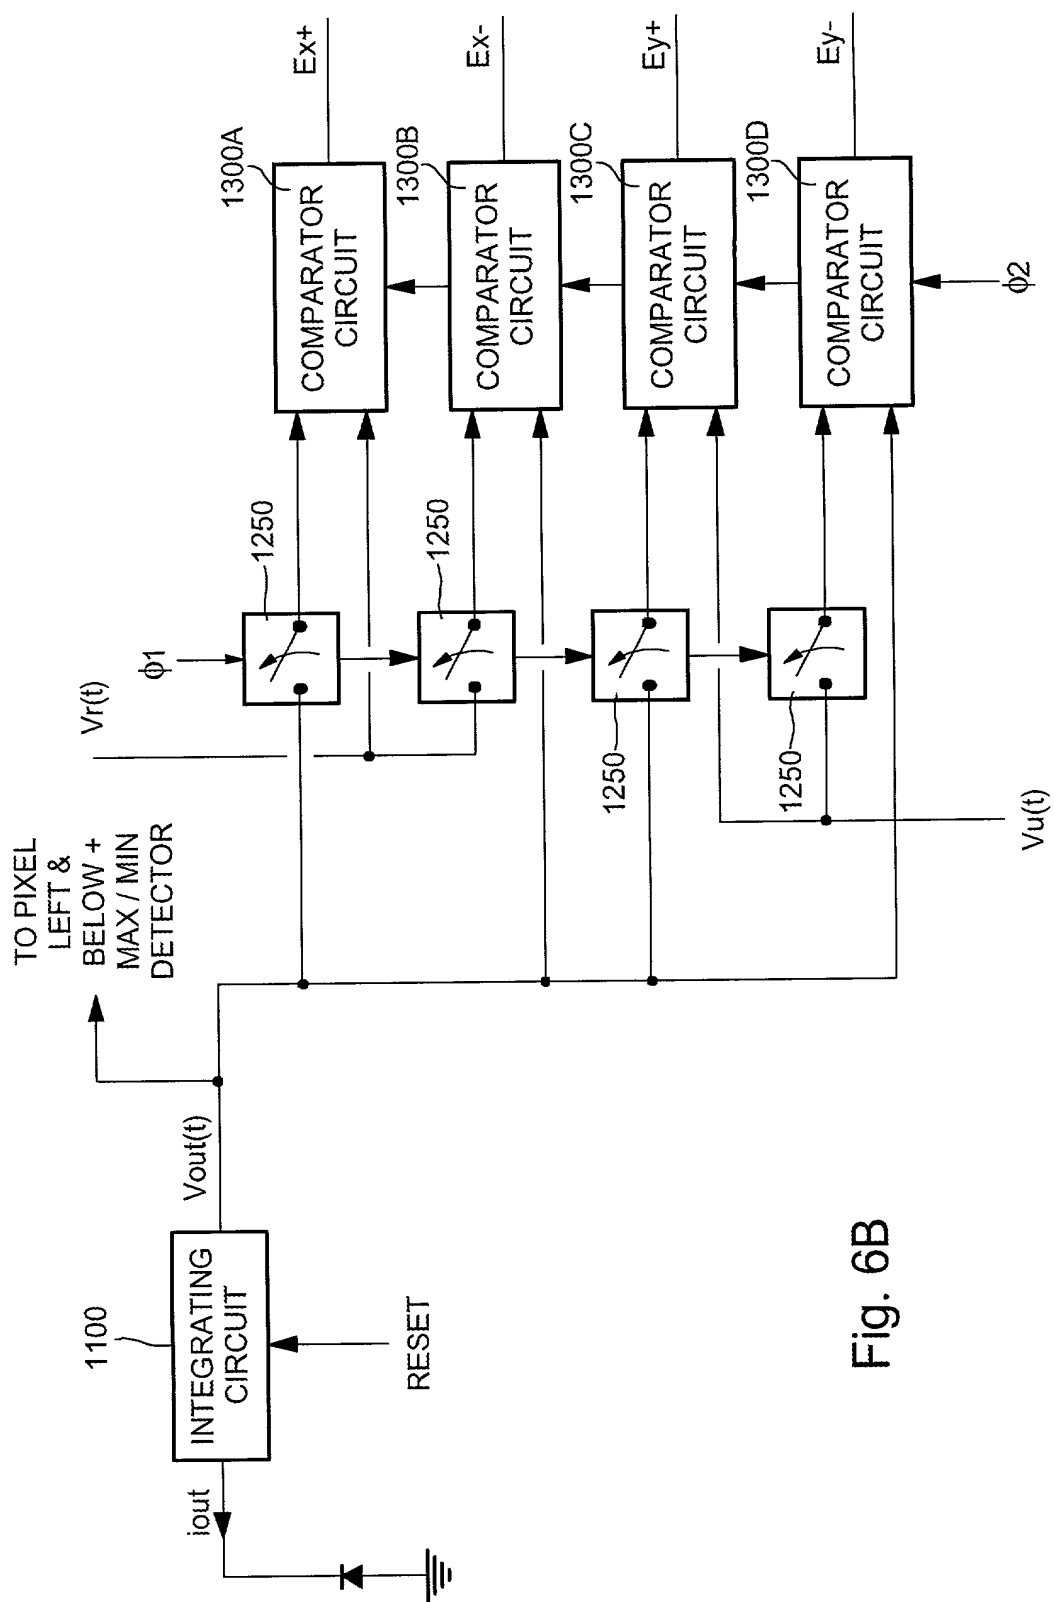 TO PIXEL
LEFT &
BELOW +
MAX / MIN
DETECTOR
Vr(t)
ϕ1
1250
1250
1250
1250
1300A
COMPARATOR
CIRCUIT
Ex+
1300B
COMPARATOR
CIRCUIT
Ex-
1300C
COMPARATOR
CIRCUIT
Ey+
1300D
COMPARATOR
CIRCUIT
Ey-
ϕ2
Vu(t)
1100
INTEGRATING
CIRCUIT
iout
Vout(t)
RESET
Fig. 6B